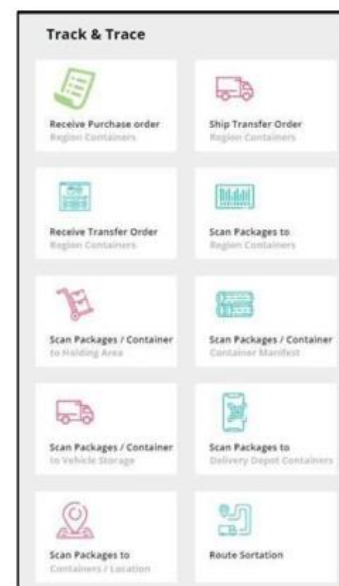 Track & Trace
Receive Purchase order
Region Containers
Ship Transfer Order
Region Containers
Receive Transfer Order
Region Containers
Scan Packages to
Region Containers
Scan Packages / Container
to Holding Area
Scan Packages / Container
Container Manifest
Scan Packages / Container
to Vehicle Storage
Scan Packages to
Delivery Depot Containers
Scan Packages to
Containers / Location
Route Sortation